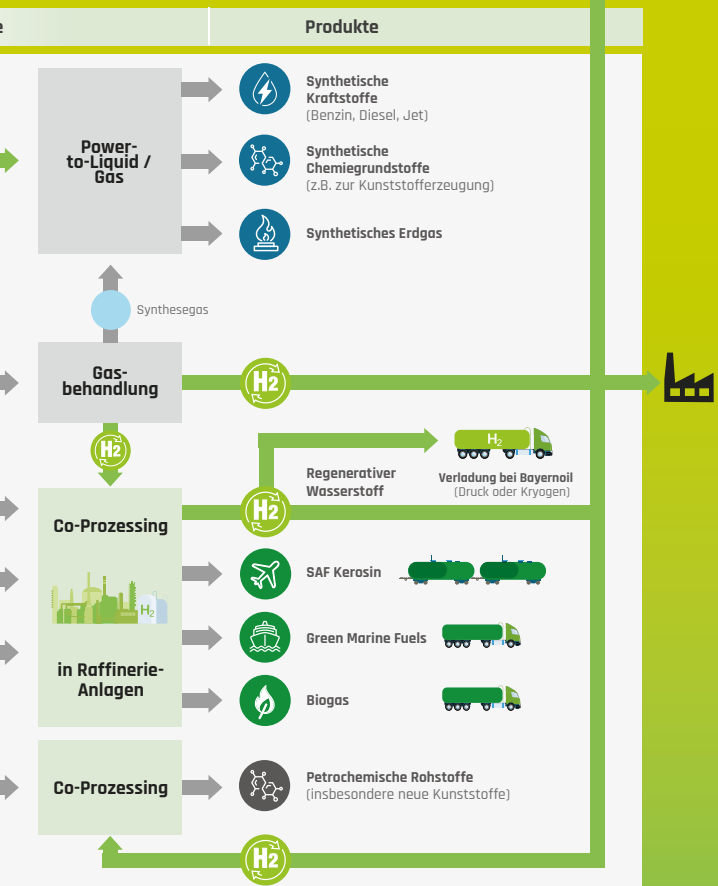 e
Produkte
Power-
to-Liquid /
Gas
Synthetische
Kraftstoffe
(Benzin, Diesel, Jet)
Synthetische
Chemiegrundstoffe
(z.B. zur Kunststofferzeugung)
Synthetisches Erdgas
Synthesegas
Gas-
behandlung
H2
H2
H2
Regenerativer
Wasserstoff
Verladung bei Bayernoil
(Druck oder Kryogen)
Co-Prozessing
H2
H2
in Raffinerie-
Anlagen
SAF Kerosin
Green Marine Fuels
Biogas
Co-Prozessing
Petrochemische Rohstoffe
(insbesondere neue Kunststoffe)
H2